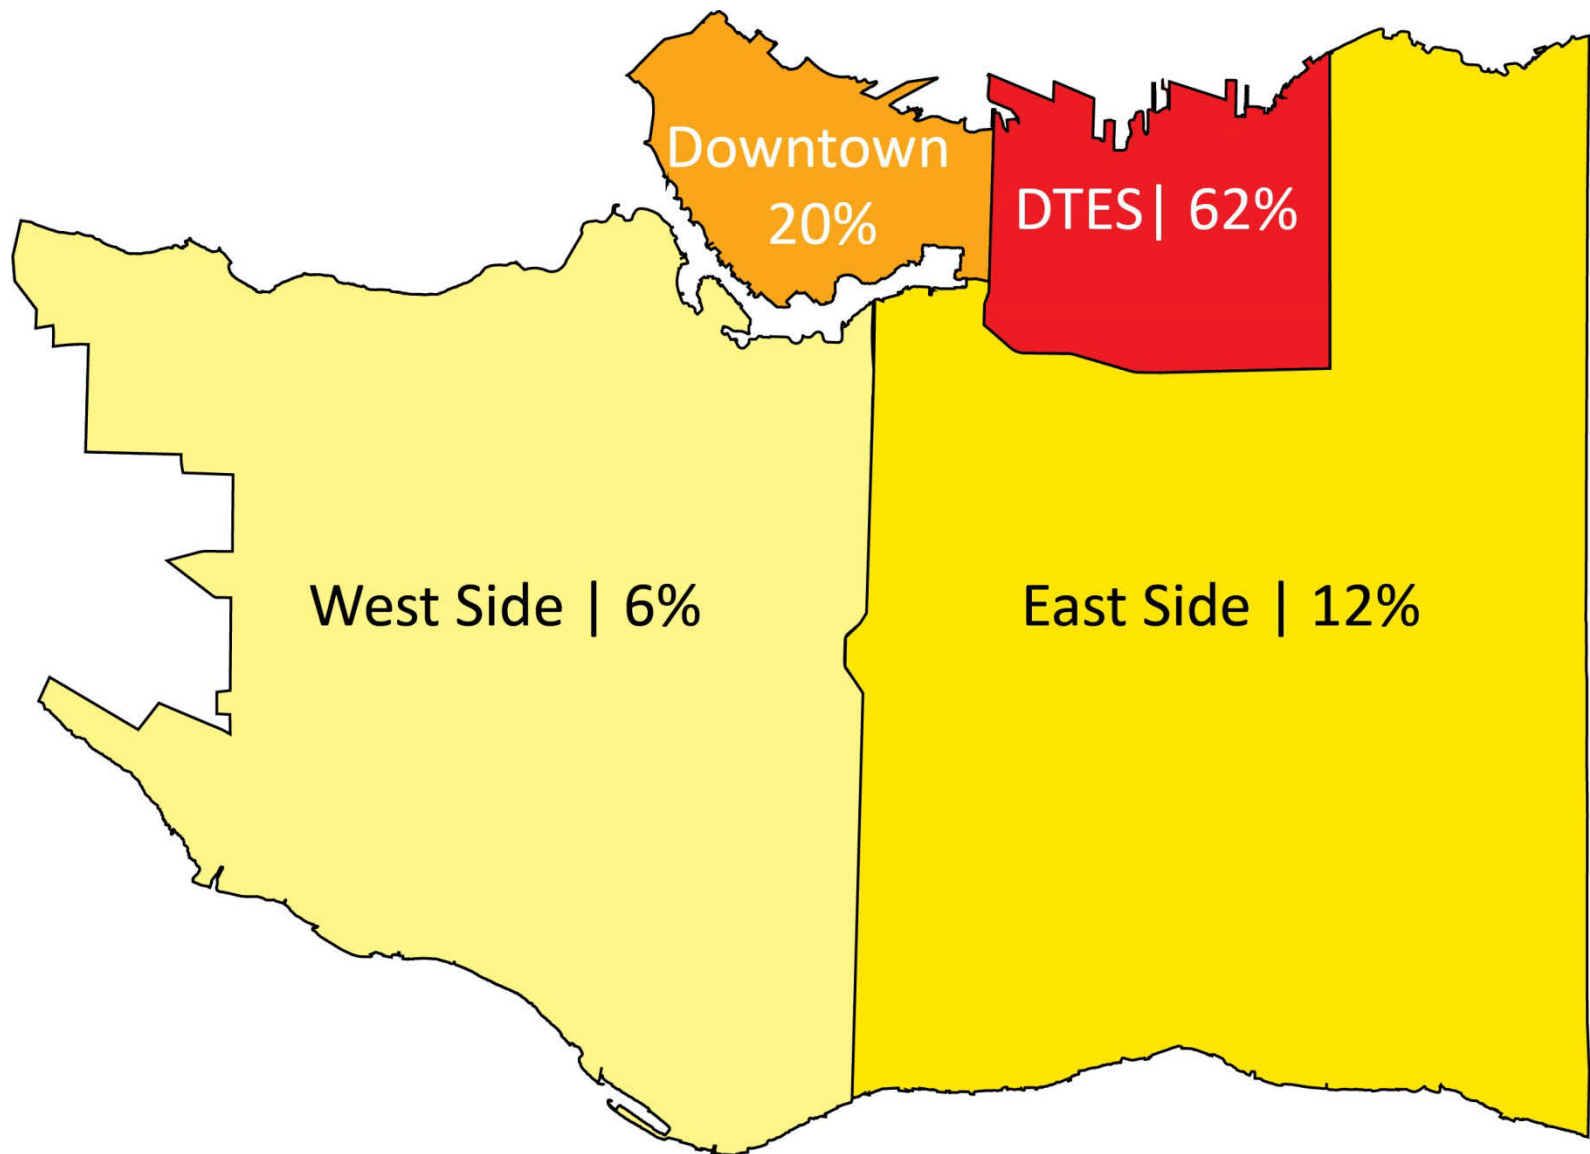 Downtown
20%
DTES| 62%
West Side | 6%
East Side | 12%